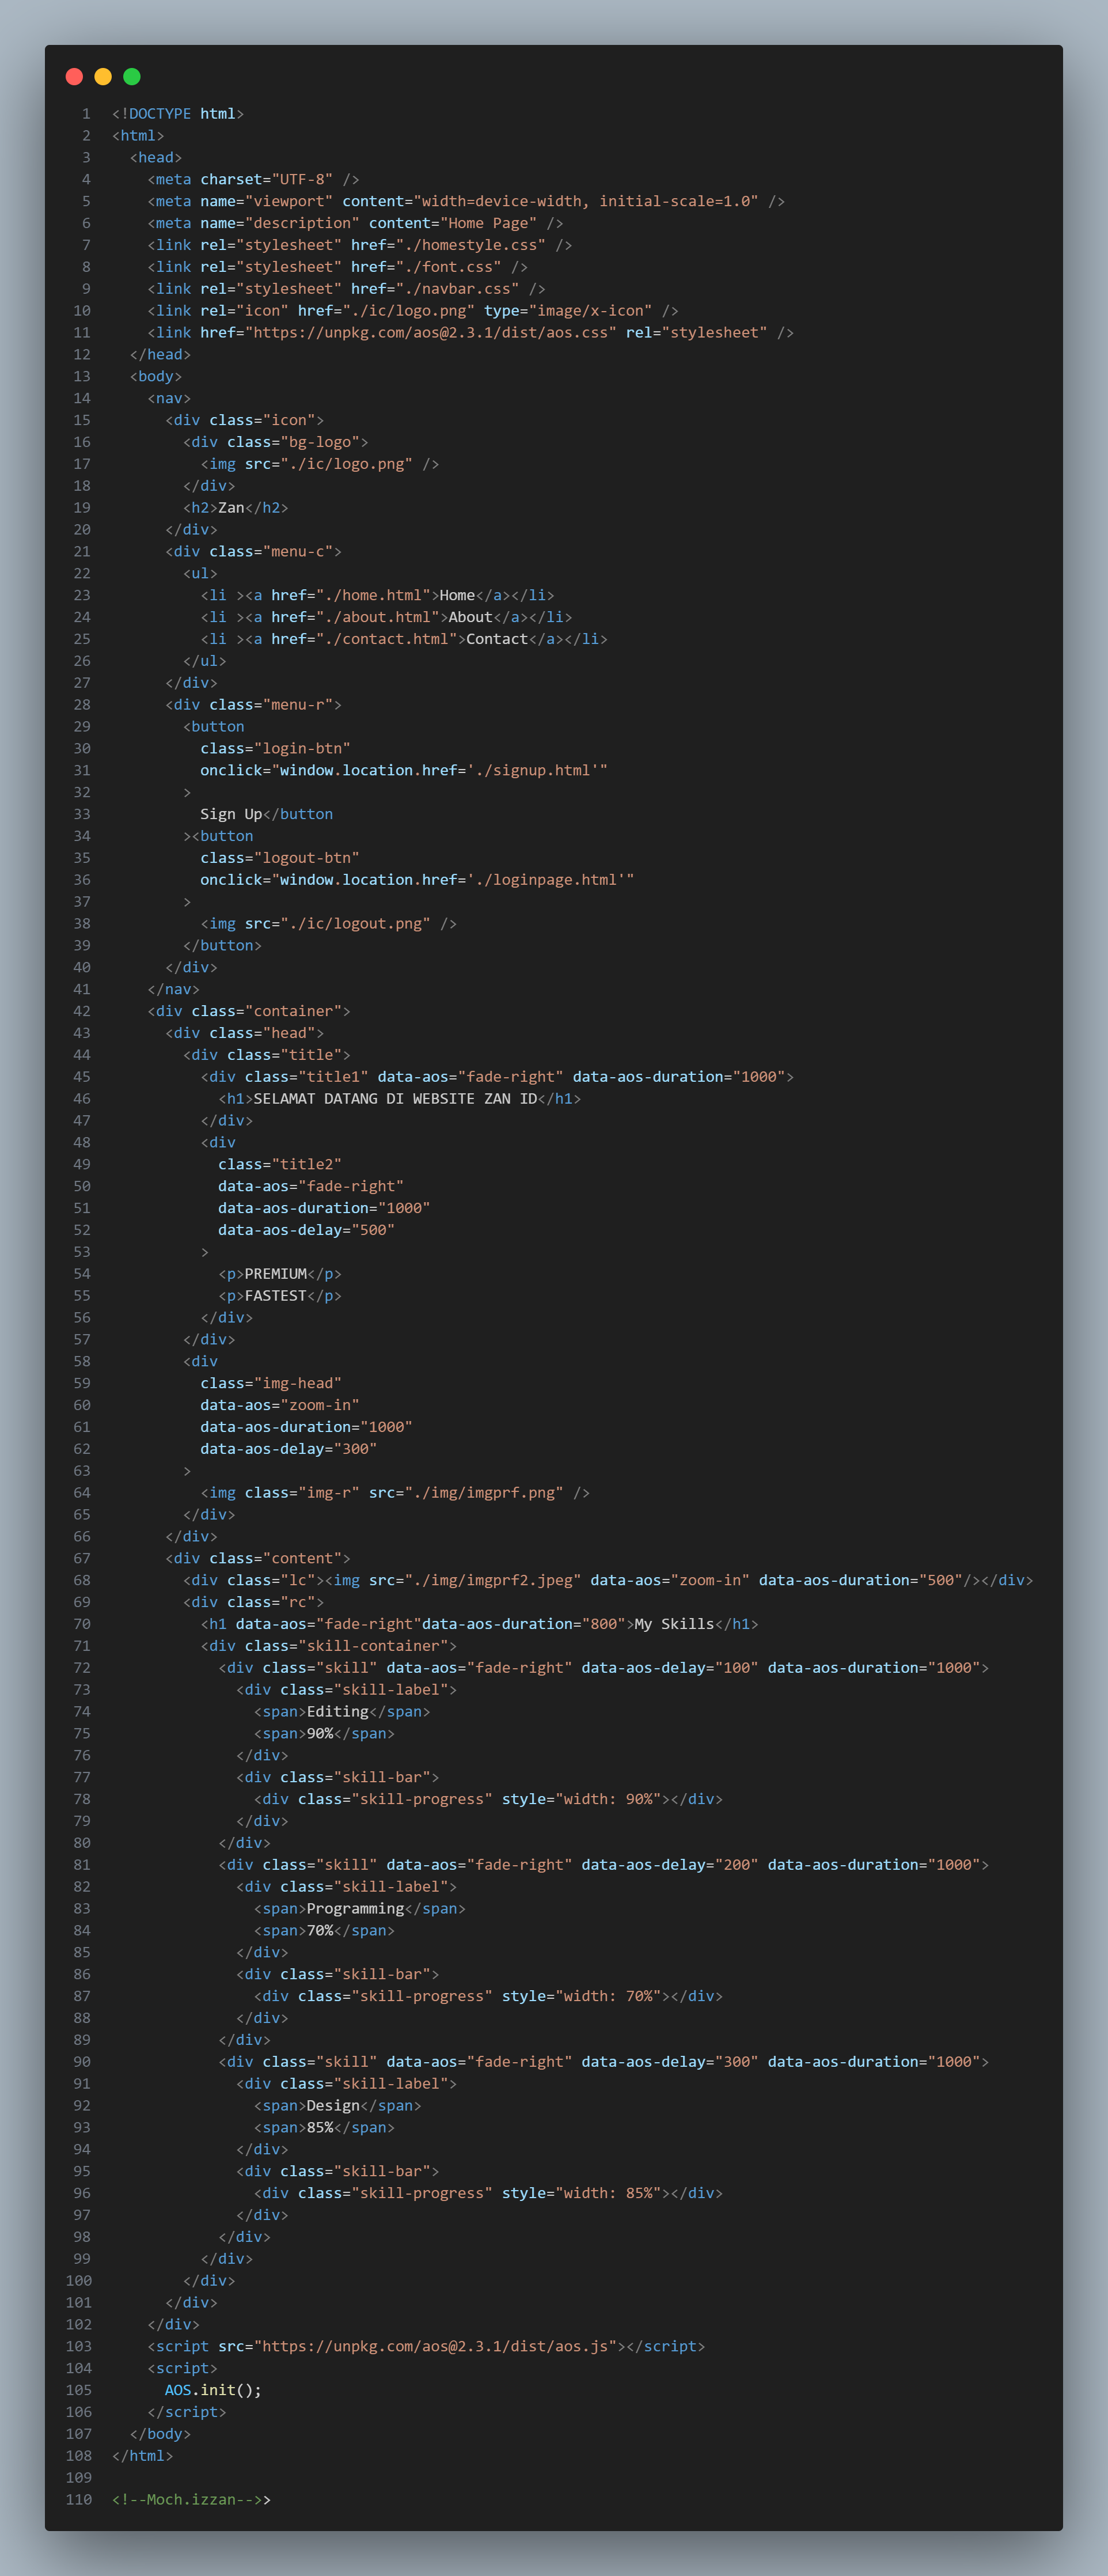 1 <!DOCTYPE html>
2 <html>
3   <head>
4     <meta charset="UTF-8" />
5     <meta name="viewport" content="width=device-width, initial-scale=1.0" />
6     <meta name="description" content="Home Page" />
7     <link rel="stylesheet" href="./homestyle.css" />
8     <link rel="stylesheet" href="./font.css" />
9     <link rel="stylesheet" href="./navbar.css" />
10     <link rel="icon" href="./ic/logo.png" type="image/x-icon" />
11     <link href="https://unpkg.com/aos@2.3.1/dist/aos.css" rel="stylesheet" />
12   </head>
13   <body>
14     <nav>
15       <div class="icon">
16         <div class="bg-logo">
17           <img src="./ic/logo.png" />
18         </div>
19         <h2>Zan</h2>
20       </div>
21       <div class="menu-c">
22         <ul>
23           <li ><a href="./home.html">Home</a></li>
24           <li ><a href="./about.html">About</a></li>
25           <li ><a href="./contact.html">Contact</a></li>
26         </ul>
27       </div>
28       <div class="menu-r">
29         <button
30           class="login-btn"
31           onclick="window.location.href='./signup.html'"
32         >
33           Sign Up</button
34         ><button
35           class="logout-btn"
36           onclick="window.location.href='./loginpage.html'"
37         >
38           <img src="./ic/logout.png" />
39         </button>
40       </div>
41     </nav>
42     <div class="container">
43       <div class="head">
44         <div class="title">
45           <div class="title1" data-aos="fade-right" data-aos-duration="1000">
46             <h1>SELAMAT DATANG DI WEBSITE ZAN ID</h1>
47           </div>
48           <div
49             class="title2"
50             data-aos="fade-right"
51             data-aos-duration="1000"
52             data-aos-delay="500"
53           >
54             <p>PREMIUM</p>
55             <p>FASTEST</p>
56           </div>
57         </div>
58         <div
59           class="img-head"
60           data-aos="zoom-in"
61           data-aos-duration="1000"
62           data-aos-delay="300"
63         >
64           <img class="img-r" src="./img/imgprf.png" />
65         </div>
66       </div>
67       <div class="content">
68         <div class="lc"><img src="./img/imgprf2.jpeg" data-aos="zoom-in" data-aos-duration="500"/></div>
69         <div class="rc">
70           <h1 data-aos="fade-right"data-aos-duration="800">My Skills</h1>
71           <div class="skill-container">
72             <div class="skill" data-aos="fade-right" data-aos-delay="100" data-aos-duration="1000">
73               <div class="skill-label">
74                 <span>Editing</span>
75                 <span>90%</span>
76               </div>
77               <div class="skill-bar">
78                 <div class="skill-progress" style="width: 90%"></div>
79               </div>
80             </div>
81             <div class="skill" data-aos="fade-right" data-aos-delay="200" data-aos-duration="1000">
82               <div class="skill-label">
83                 <span>Programming</span>
84                 <span>70%</span>
85               </div>
86               <div class="skill-bar">
87                 <div class="skill-progress" style="width: 70%"></div>
88               </div>
89             </div>
90             <div class="skill" data-aos="fade-right" data-aos-delay="300" data-aos-duration="1000">
91               <div class="skill-label">
92                 <span>Design</span>
93                 <span>85%</span>
94               </div>
95               <div class="skill-bar">
96                 <div class="skill-progress" style="width: 85%"></div>
97               </div>
98             </div>
99           </div>
100         </div>
101       </div>
102     </div>
103     <script src="https://unpkg.com/aos@2.3.1/dist/aos.js"></script>
104     <script>
105       AOS.init();
106     </script>
107   </body>
108 </html>
109
110 <!--Moch.izzan-->>